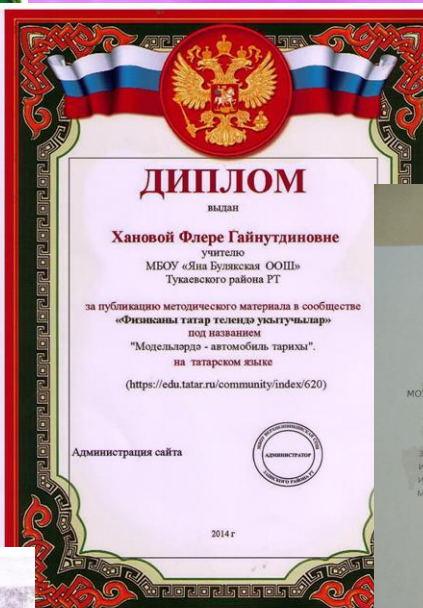 ДИПЛОМ
выдан
Хановой Флере Гайнутдиновне
учителю
МБОУ «Яна Булякская ООШ»
Тукаевского района РТ
за публикацию методического материала в сообществе
«Физиканы татар телендә укытучылар»
под названием
"Модельләрдә - автомобиль тарихы".
на татарском языке
(https://edu.tatar.ru/community/index/620)
Администрация сайта
АДМИНИСТРАТОР
2014 г